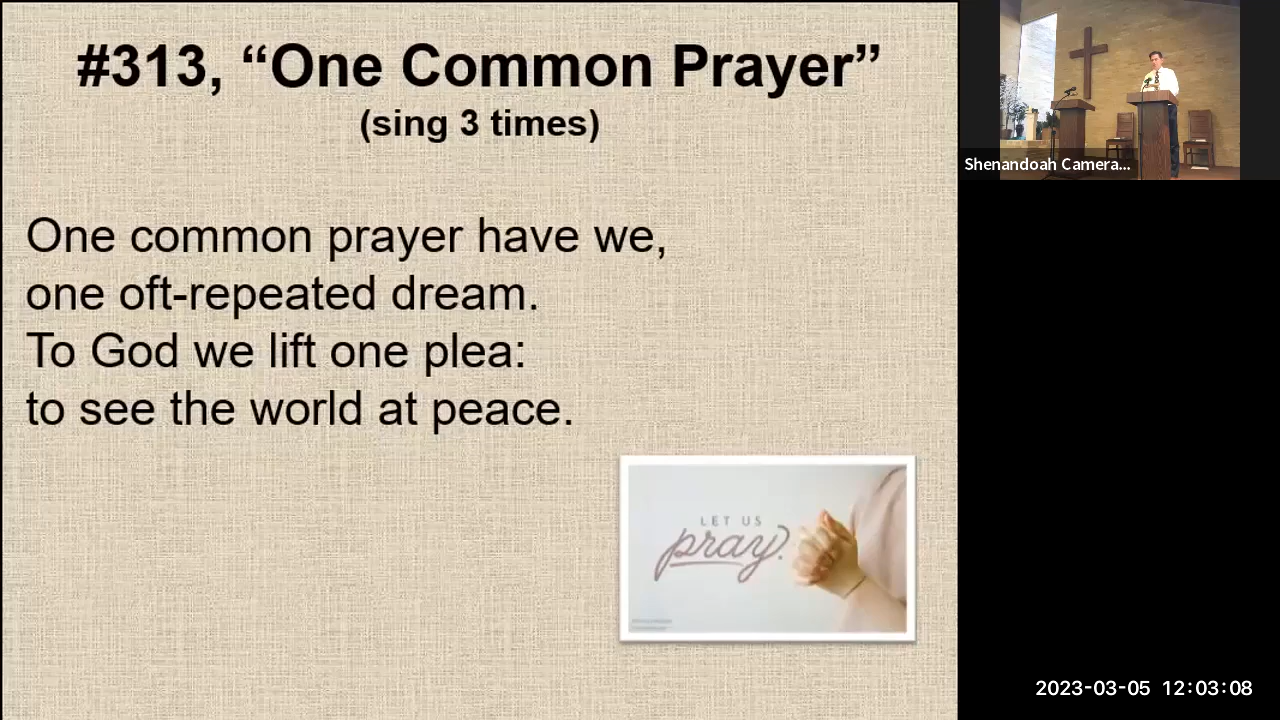 #313, “One Common Prayer”
(sing 3 times)
One common prayer have we,
one oft-repeated dream.
To God we lift one plea:
to see the world at peace.
LET US
pray.
Shenandoah Camera...
2023-03-05 12:03:08